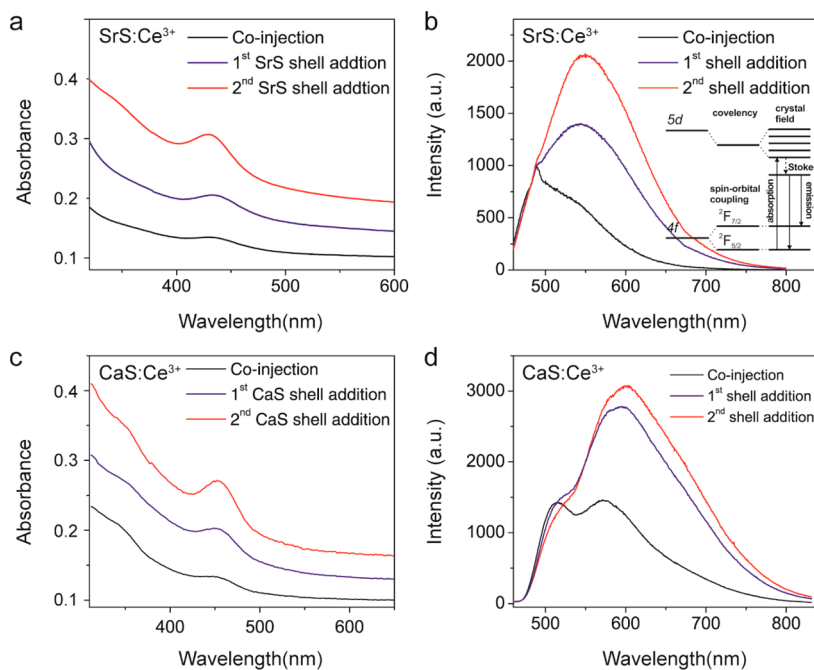 a
SrS:Ce³⁺
Co-injection
1st SrS shell addtion
2nd SrS shell addtion
0.4
0.3
0.2
0.1
Absorbance
400
500
600
Wavelength(nm)
b
SrS:Ce³⁺
Co-injection
1st shell addition
2nd shell addition
2000
1500
1000
500
0
Intensity (a.u.)
500
600
700
800
Wavelength(nm)
5d
covelency
crystal
field
Stoke
spin-orbital
coupling
²F7/2
4f
²F5/2
absorption
emission
c
CaS:Ce³⁺
Co-injection
1st CaS shell addition
2nd CaS shell addition
0.4
0.3
0.2
0.1
Absorbance
400
500
600
Wavelength(nm)
d
CaS:Ce³⁺
Co-injection
1st shell addition
2nd shell addition
3000
2500
2000
1500
1000
500
0
Intensity (a.u.)
500
600
700
800
Wavelength(nm)